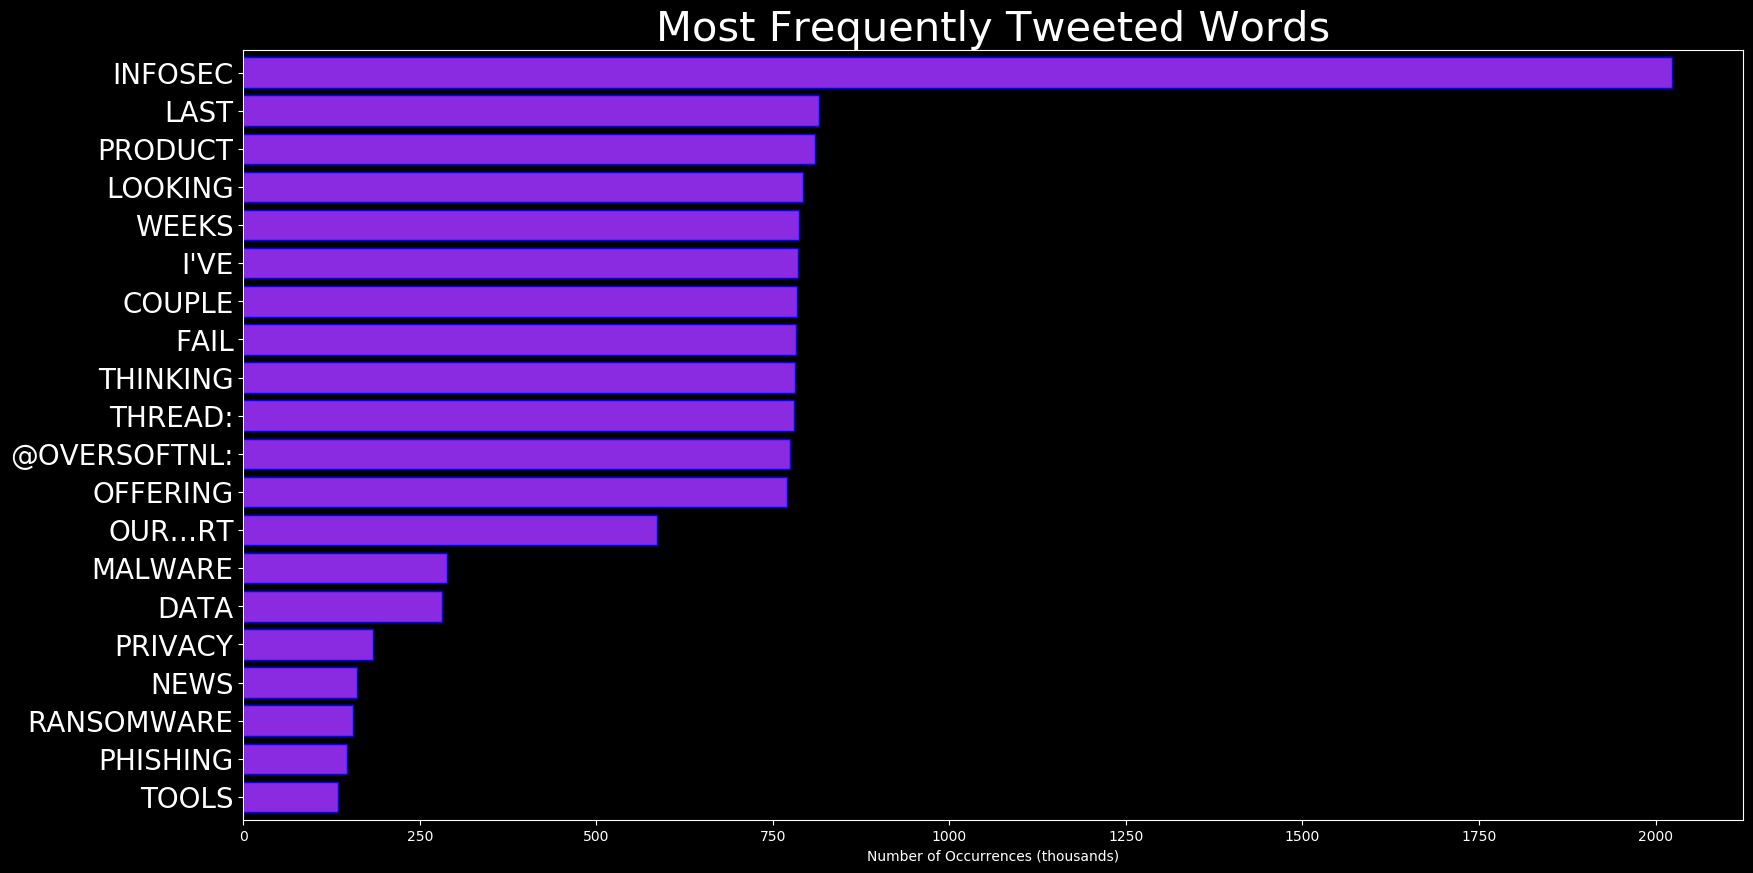 Most Frequently Tweeted Words
INFOSEC
LAST
PRODUCT
LOOKING
WEEKS
I'VE
COUPLE
FAIL
THINKING
THREAD:
@OVERSOFTNL:
OFFERING
OUR...RT
MALWARE
DATA
PRIVACY
NEWS
RANSOMWARE
PHISHING
TOOLS
0 250 500 750 1000 1250 1500 1750 2000
Number of Occurrences (thousands)